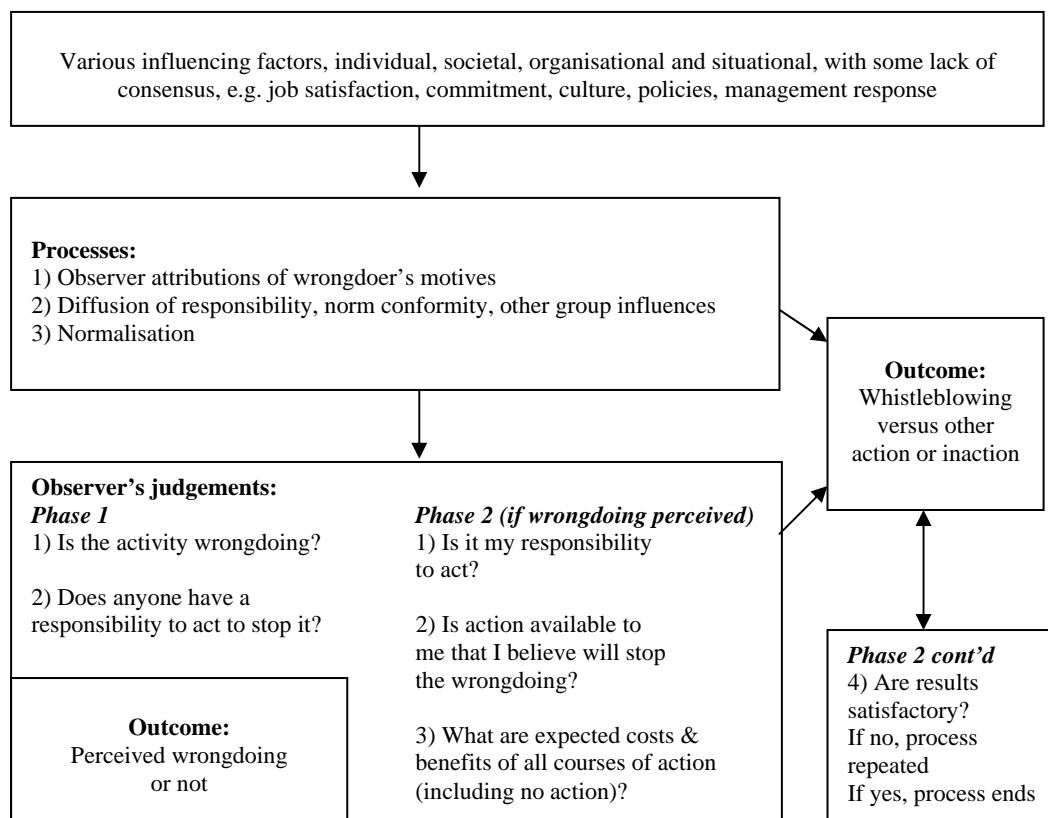 Various influencing factors, individual, societal, organisational and situational, with some lack of
consensus, e.g. job satisfaction, commitment, culture, policies, management response
Processes:
1) Observer attributions of wrongdoer's motives
2) Diffusion of responsibility, norm conformity, other group influences
3) Normalisation
Outcome:
Whistleblowing
versus other
action or inaction
Observer's judgements:
Phase 1
1) Is the activity wrongdoing?
2) Does anyone have a
responsibility to act to stop it?
Outcome:
Perceived wrongdoing
or not
Phase 2 (if wrongdoing perceived)
1) Is it my responsibility
to act?
2) Is action available to
me that I believe will stop
the wrongdoing?
3) What are expected costs &
benefits of all courses of action
(including no action)?
Phase 2 cont'd
4) Are results
satisfactory?
If no, process
repeated
If yes, process ends